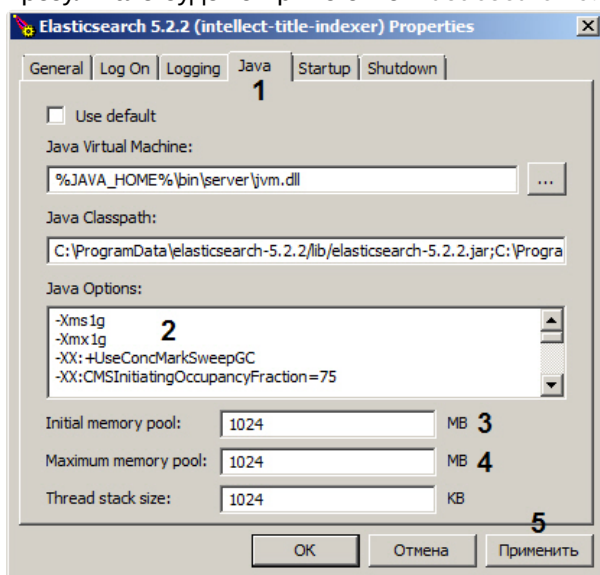 Elasticsearch 5.2.2 (intellect-title-indexer) Properties
General Log On Logging Java Startup Shutdown
1
Use default
Java Virtual Machine:
%JAVA_HOME%\bin\server\jvm.dll ...
Java Classpath:
C:\ProgramData\elasticsearch-5.2.2/lib/elasticsearch-5.2.2.jar;C:\Progra
Java Options:
-Xms1g
2
-Xmx1g
-XX:+UseConcMarkSweepGC
-XX:CMSInitiatingOccupancyFraction=75
Initial memory pool: 1024 MB 3
Maximum memory pool: 1024 MB 4
Thread stack size: 1024 KB
5
OK Отмена Применить